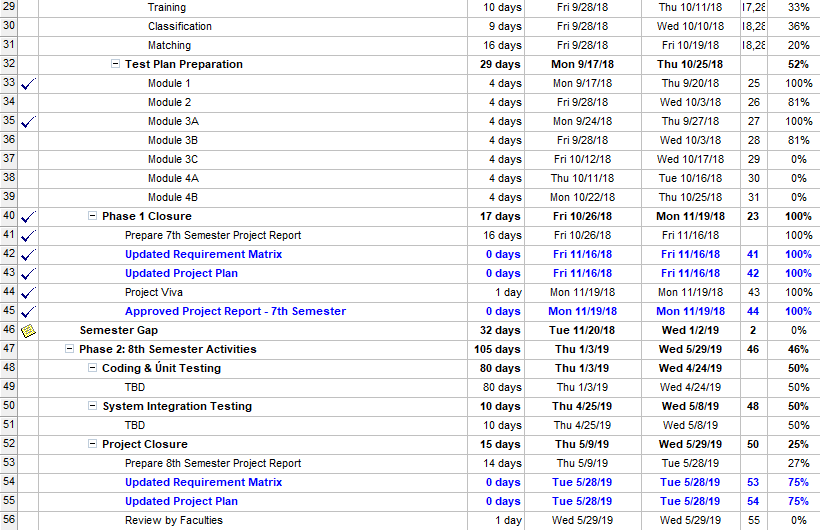 29 Training 10 days Fri 9/28/18 Thu 10/11/18 17,28 33%
30 Classification 9 days Fri 9/28/18 Wed 10/10/18 18,28 36%
31 Matching 16 days Fri 9/28/18 Fri 10/19/18 18,28 20%
32 Test Plan Preparation 29 days Mon 9/17/18 Thu 10/25/18 52%
33 Module 1 4 days Mon 9/17/18 Thu 9/20/18 25 100%
34 Module 2 4 days Fri 9/28/18 Wed 10/3/18 26 81%
35 Module 3A 4 days Mon 9/24/18 Thu 9/27/18 27 100%
36 Module 3B 4 days Fri 9/28/18 Wed 10/3/18 28 81%
37 Module 3C 4 days Fri 10/12/18 Wed 10/17/18 29 0%
38 Module 4A 4 days Thu 10/11/18 Tue 10/16/18 30 0%
39 Module 4B 4 days Mon 10/22/18 Thu 10/25/18 31 0%
40 Phase 1 Closure 17 days Fri 10/26/18 Mon 11/19/18 23 100%
41 Prepare 7th Semester Project Report 16 days Fri 10/26/18 Fri 11/16/18 100%
42 Updated Requirement Matrix 0 days Fri 11/16/18 Fri 11/16/18 41 100%
43 Updated Project Plan 0 days Fri 11/16/18 Fri 11/16/18 42 100%
44 Project Viva 1 day Mon 11/19/18 Mon 11/19/18 43 100%
45 Approved Project Report - 7th Semester 0 days Mon 11/19/18 Mon 11/19/18 44 100%
46 Semester Gap 32 days Tue 11/20/18 Wed 1/2/19 2 0%
47 Phase 2: 8th Semester Activities 105 days Thu 1/3/19 Wed 5/29/19 46 46%
48 Coding & Unit Testing 80 days Thu 1/3/19 Wed 4/24/19 50%
49 TBD 80 days Thu 1/3/19 Wed 4/24/19 50%
50 System Integration Testing 10 days Thu 4/25/19 Wed 5/8/19 48 50%
51 TBD 10 days Thu 4/25/19 Wed 5/8/19 50%
52 Project Closure 15 days Thu 5/9/19 Wed 5/29/19 50 25%
53 Prepare 8th Semester Project Report 14 days Thu 5/9/19 Tue 5/28/19 27%
54 Updated Requirement Matrix 0 days Tue 5/28/19 Tue 5/28/19 53 75%
55 Updated Project Plan 0 days Tue 5/28/19 Tue 5/28/19 54 75%
56 Review by Faculties 1 day Wed 5/29/19 Wed 5/29/19 55 0%